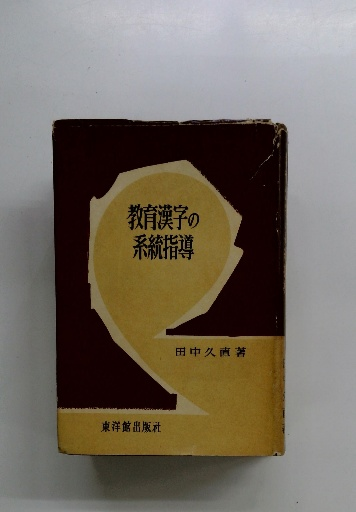 教育漢字の
系統指導
田中久直著
東洋館出版社